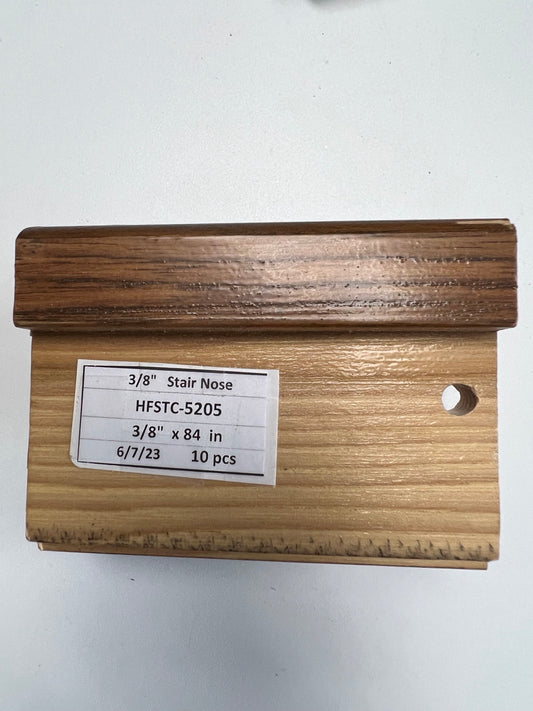 3/8" Stair Nose
HFSTC-5205
3/8" x 84 in
6/7/23 10 pcs